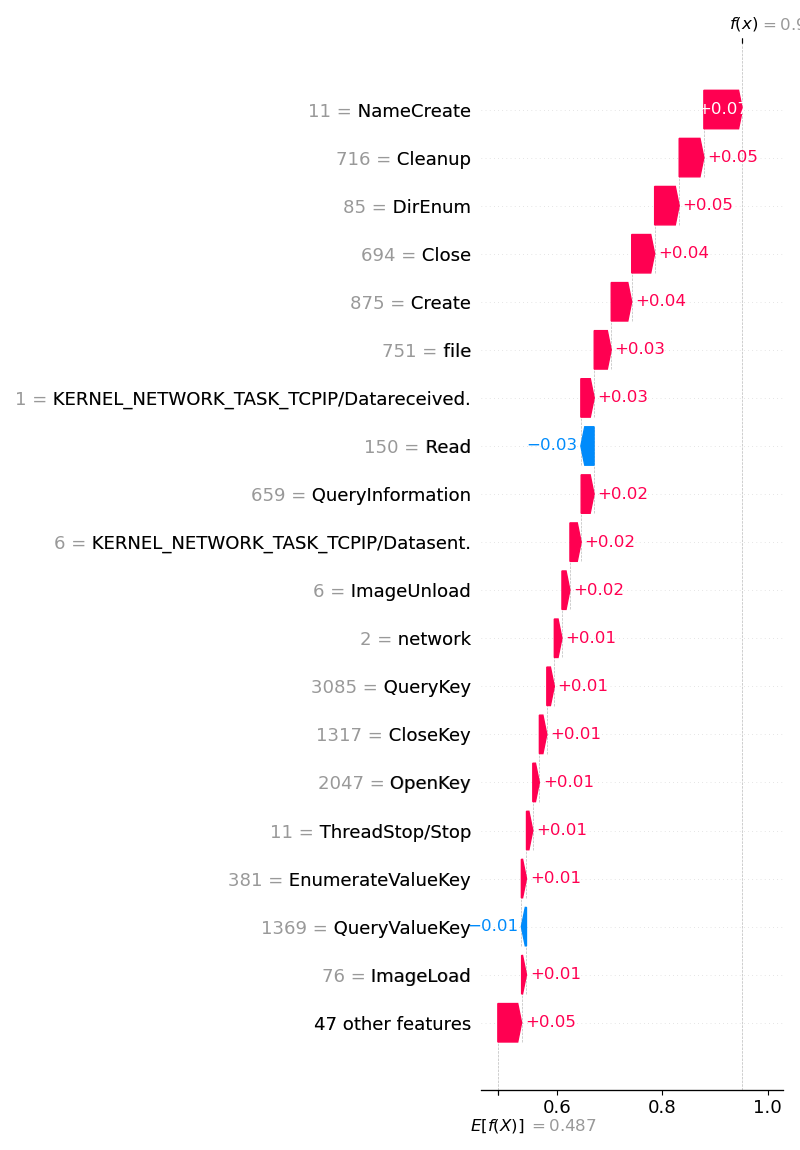 f(x) = 0.9
11 = NameCreate +0.07
716 = Cleanup +0.05
85 = DirEnum +0.05
694 = Close +0.04
875 = Create +0.04
751 = file +0.03
1 = KERNEL_NETWORK_TASK_TCPIP/Datareceived. +0.03
150 = Read −0.03
659 = QueryInformation +0.02
6 = KERNEL_NETWORK_TASK_TCPIP/Datasent. +0.02
6 = ImageUnload +0.02
2 = network +0.01
3085 = QueryKey +0.01
1317 = CloseKey +0.01
2047 = OpenKey +0.01
11 = ThreadStop/Stop +0.01
381 = EnumerateValueKey +0.01
1369 = QueryValueKey −0.01
76 = ImageLoad +0.01
47 other features +0.05
0.6 0.8 1.0
E[f(X)] = 0.487